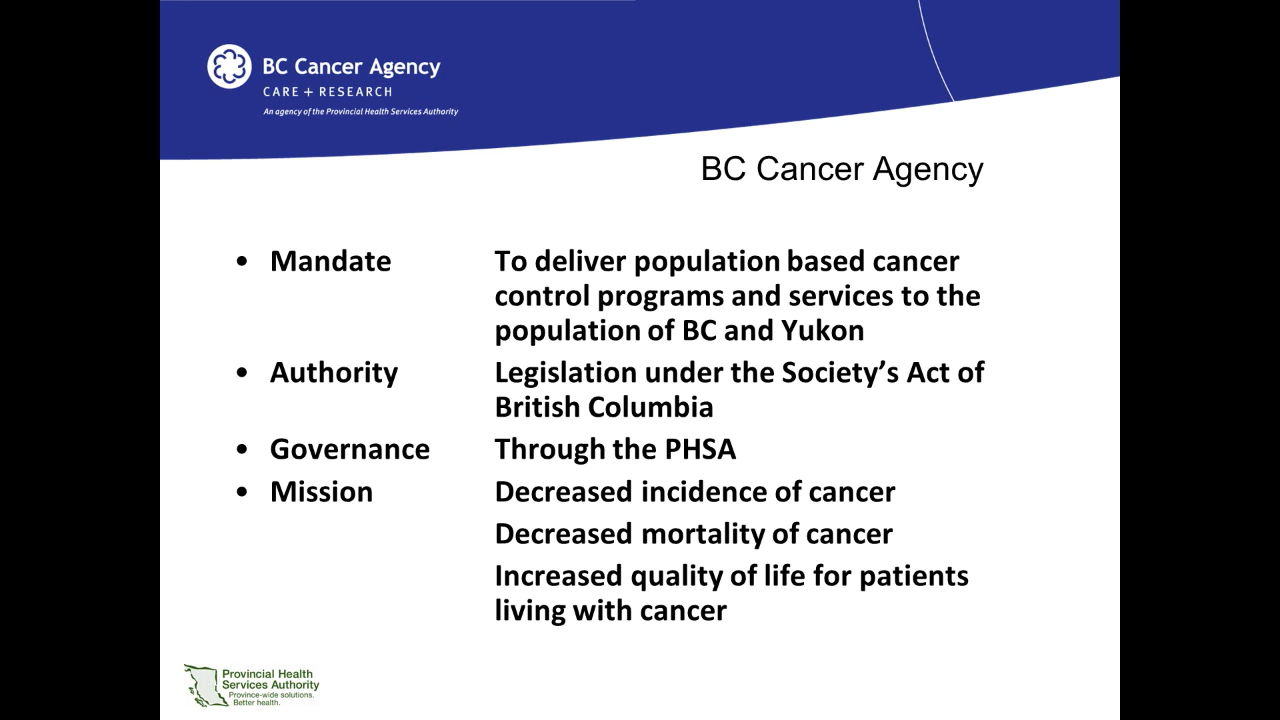 BC Cancer Agency
CARE + RESEARCH
An agency of the Provincial Health Services Authority
BC Cancer Agency
• Mandate To deliver population based cancer
control programs and services to the
population of BC and Yukon
• Authority Legislation under the Society’s Act of
British Columbia
• Governance Through the PHSA
• Mission Decreased incidence of cancer
Decreased mortality of cancer
Increased quality of life for patients
living with cancer
Provincial Health
Services Authority
Province-wide solutions.
Better health.